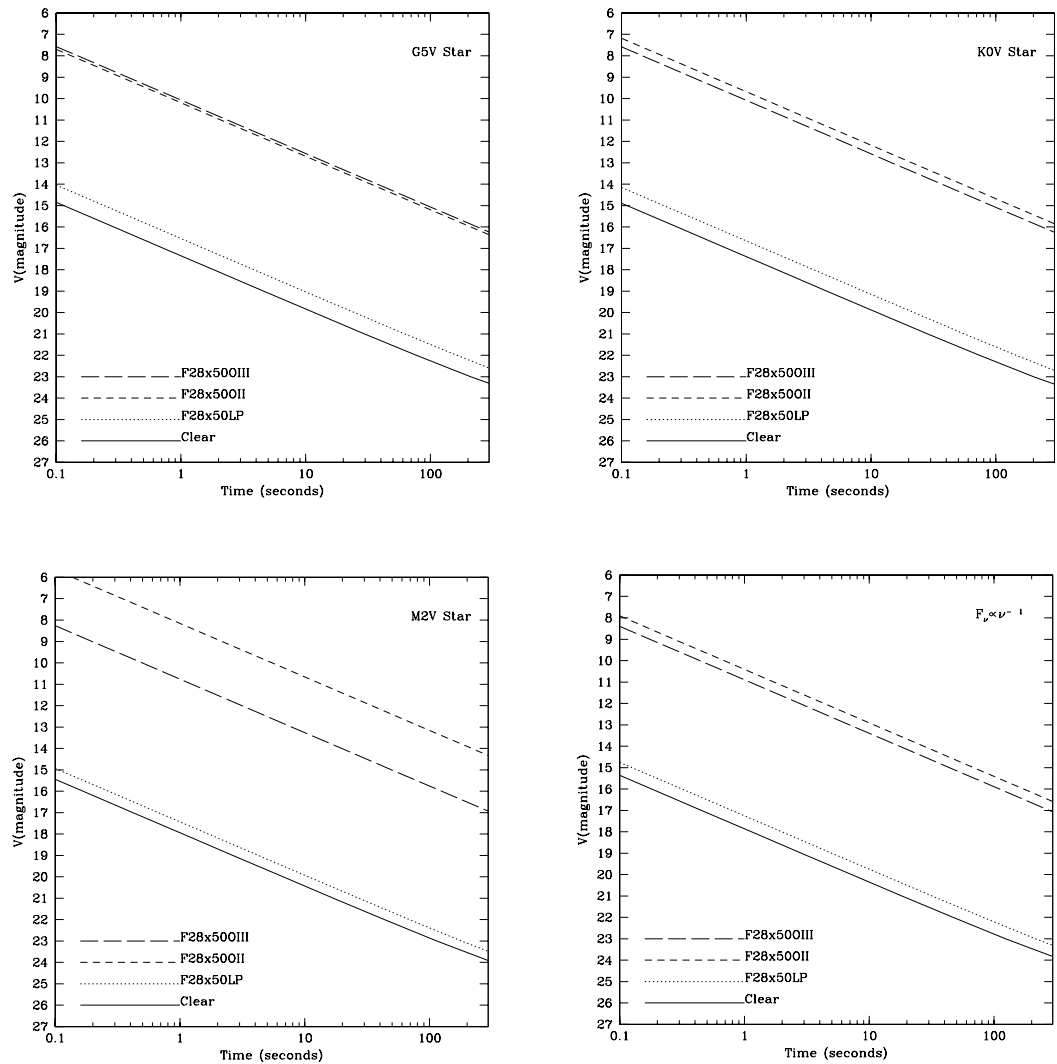 6
7
8
9
10
11
12
13
14
15
16
17
18
19
20
21
22
23
24
25
26
27
V(magnitude)
G5V Star
F28x50OIII
F28x50OII
F28x50LP
Clear
0.1 1 10 100
Time (seconds)
6
7
8
9
10
11
12
13
14
15
16
17
18
19
20
21
22
23
24
25
26
27
V(magnitude)
K0V Star
F28x50OIII
F28x50OII
F28x50LP
Clear
0.1 1 10 100
Time (seconds)
6
7
8
9
10
11
12
13
14
15
16
17
18
19
20
21
22
23
24
25
26
27
V(magnitude)
M2V Star
F28x50OIII
F28x50OII
F28x50LP
Clear
0.1 1 10 100
Time (seconds)
6
7
8
9
10
11
12
13
14
15
16
17
18
19
20
21
22
23
24
25
26
27
V(magnitude)
Fν∝ν⁻¹
F28x50OIII
F28x50OII
F28x50LP
Clear
0.1 1 10 100
Time (seconds)